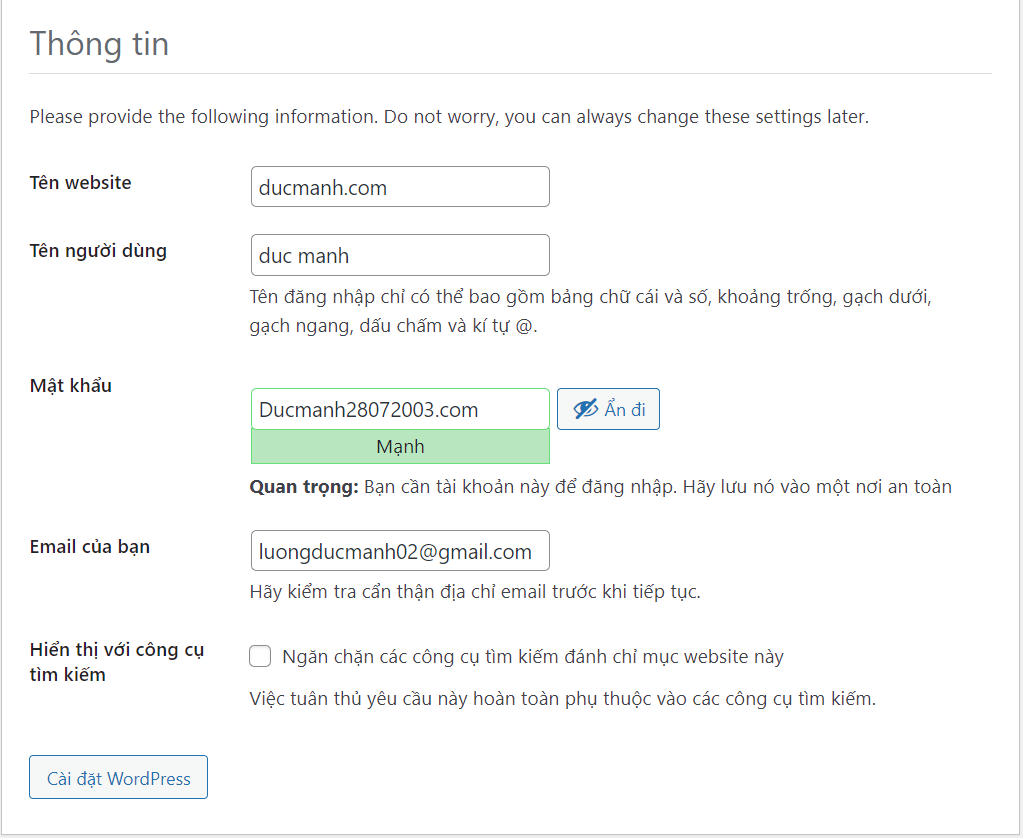 Thông tin
Please provide the following information. Do not worry, you can always change these settings later.
Tên website
ducmanh.com
Tên người dùng
duc manh
Tên đăng nhập chỉ có thể bao gồm bảng chữ cái và số, khoảng trống, gạch dưới,
gạch ngang, dấu chấm và kí tự @.
Mật khẩu
Ducmanh28072003.com
Ẩn đi
Mạnh
Quan trọng: Bạn cần tài khoản này để đăng nhập. Hãy lưu nó vào một nơi an toàn
Email của bạn
luongducmanh02@gmail.com
Hãy kiểm tra cẩn thận địa chỉ email trước khi tiếp tục.
Hiển thị với công cụ
tìm kiếm
Ngăn chặn các công cụ tìm kiếm đánh chỉ mục website này
Việc tuân thủ yêu cầu này hoàn toàn phụ thuộc vào các công cụ tìm kiếm.
Cài đặt WordPress